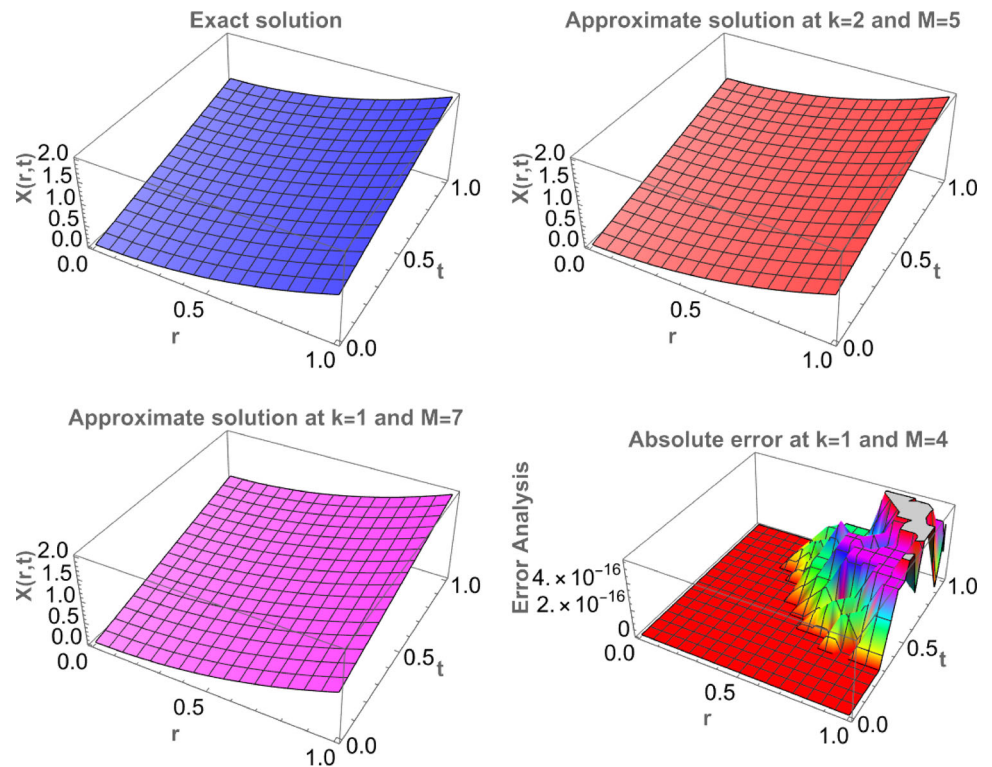 Exact solution
X(r,t)
2.0
1.5
1.0
0.5
0.0
0.0
0.5
1.0
r
0.0
0.5
1.0
t
Approximate solution at k=2 and M=5
X(r,t)
2.0
1.5
1.0
0.5
0.0
0.0
0.5
1.0
r
0.0
0.5
1.0
t
Approximate solution at k=1 and M=7
X(r,t)
2.0
1.5
1.0
0.5
0.0
0.0
0.5
1.0
r
0.0
0.5
1.0
t
Absolute error at k=1 and M=4
Error Analysis
4.×10⁻¹⁶
2.×10⁻¹⁶
0
0.0
0.5
1.0
r
0.0
0.5
1.0
t